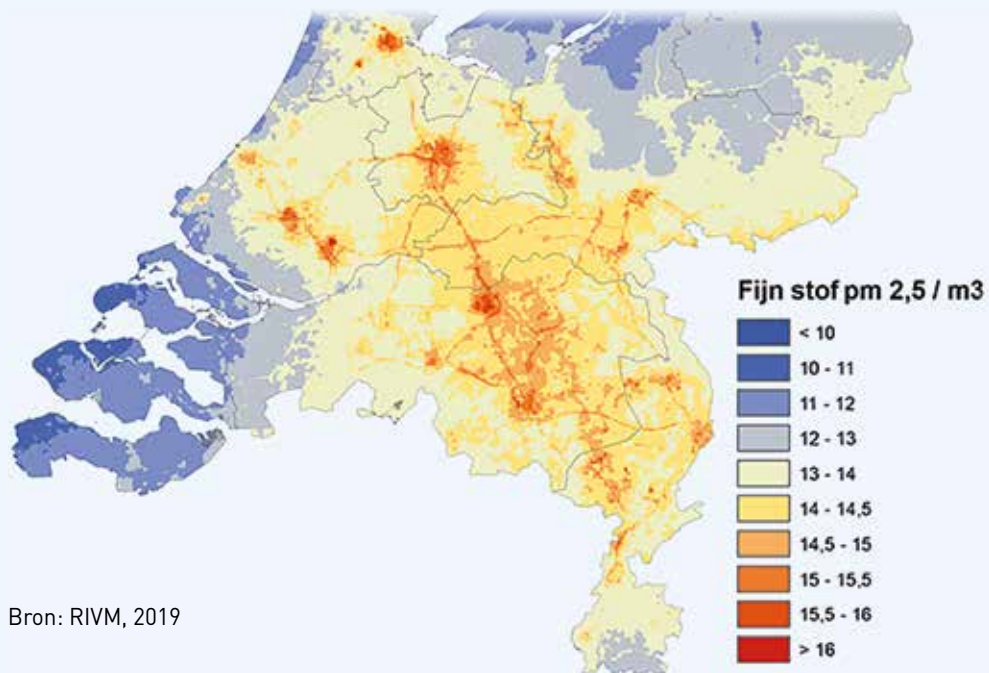 Fijn stof pm 2,5 / m3
< 10
10 - 11
11 - 12
12 - 13
13 - 14
14 - 14,5
14,5 - 15
15 - 15,5
15,5 - 16
> 16
Bron: RIVM, 2019